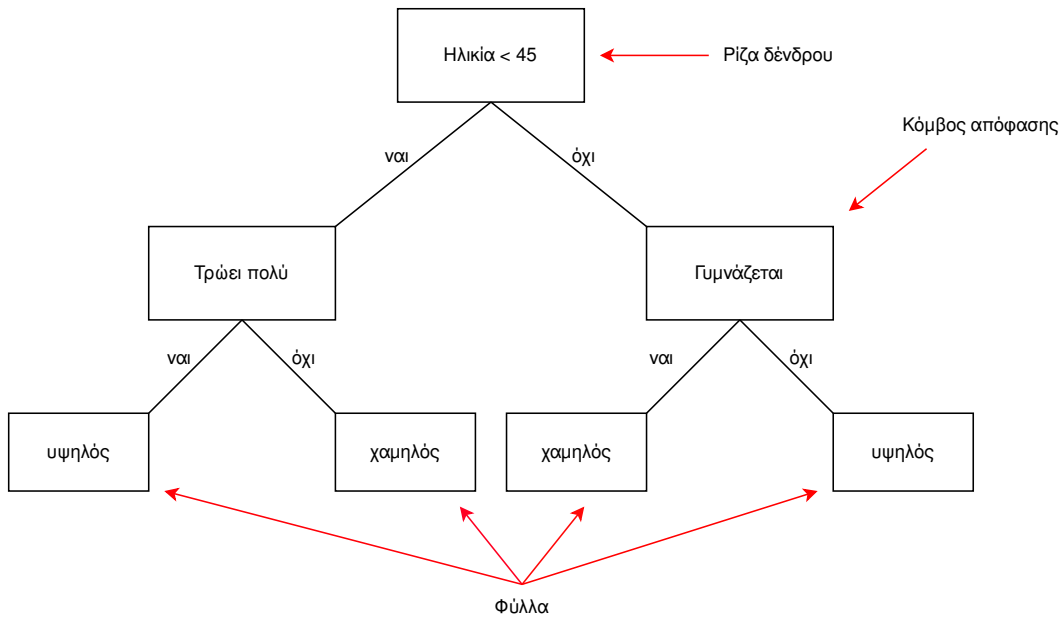 Ηλικία < 45
Ρίζα δένδρου
Κόμβος απόφασης
ναι
όχι
Τρώει πολύ
Γυμνάζεται
ναι
όχι
ναι
όχι
υψηλός
χαμηλός
χαμηλός
υψηλός
Φύλλα